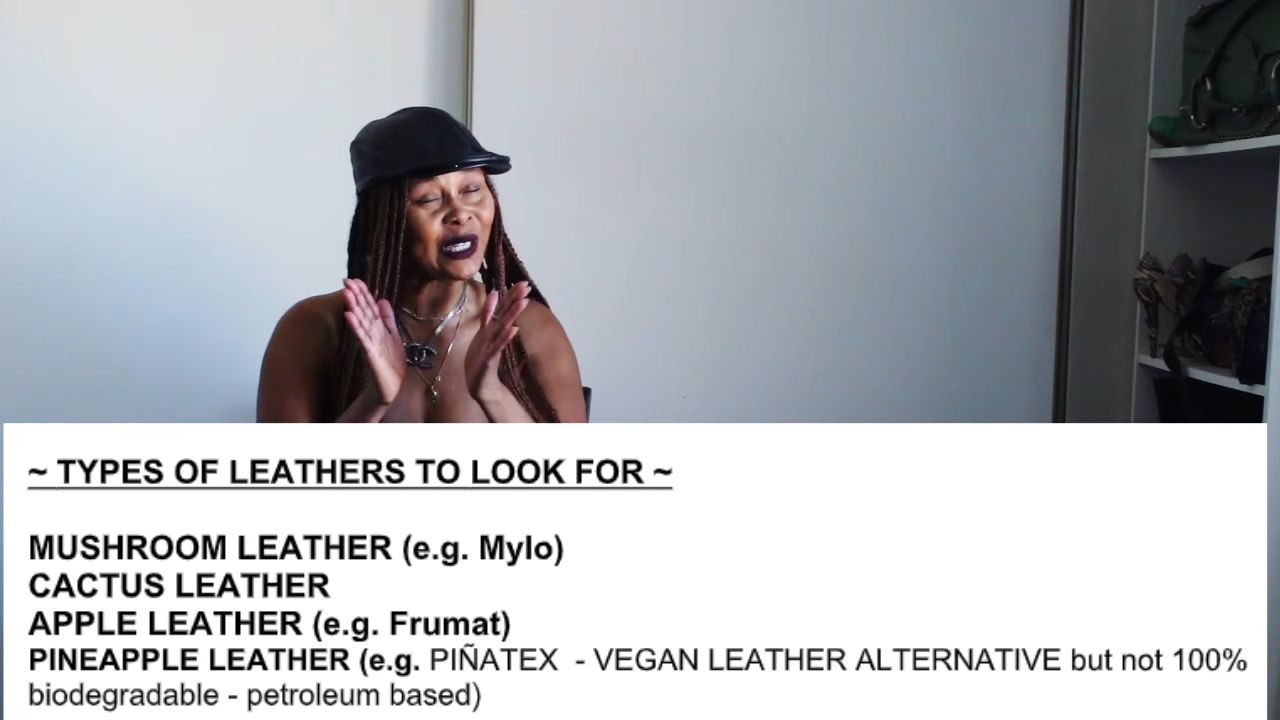 ~ TYPES OF LEATHERS TO LOOK FOR ~
MUSHROOM LEATHER (e.g. Mylo)
CACTUS LEATHER
APPLE LEATHER (e.g. Frumat)
PINEAPPLE LEATHER (e.g. PIÑATEX - VEGAN LEATHER ALTERNATIVE but not 100%
biodegradable - petroleum based)